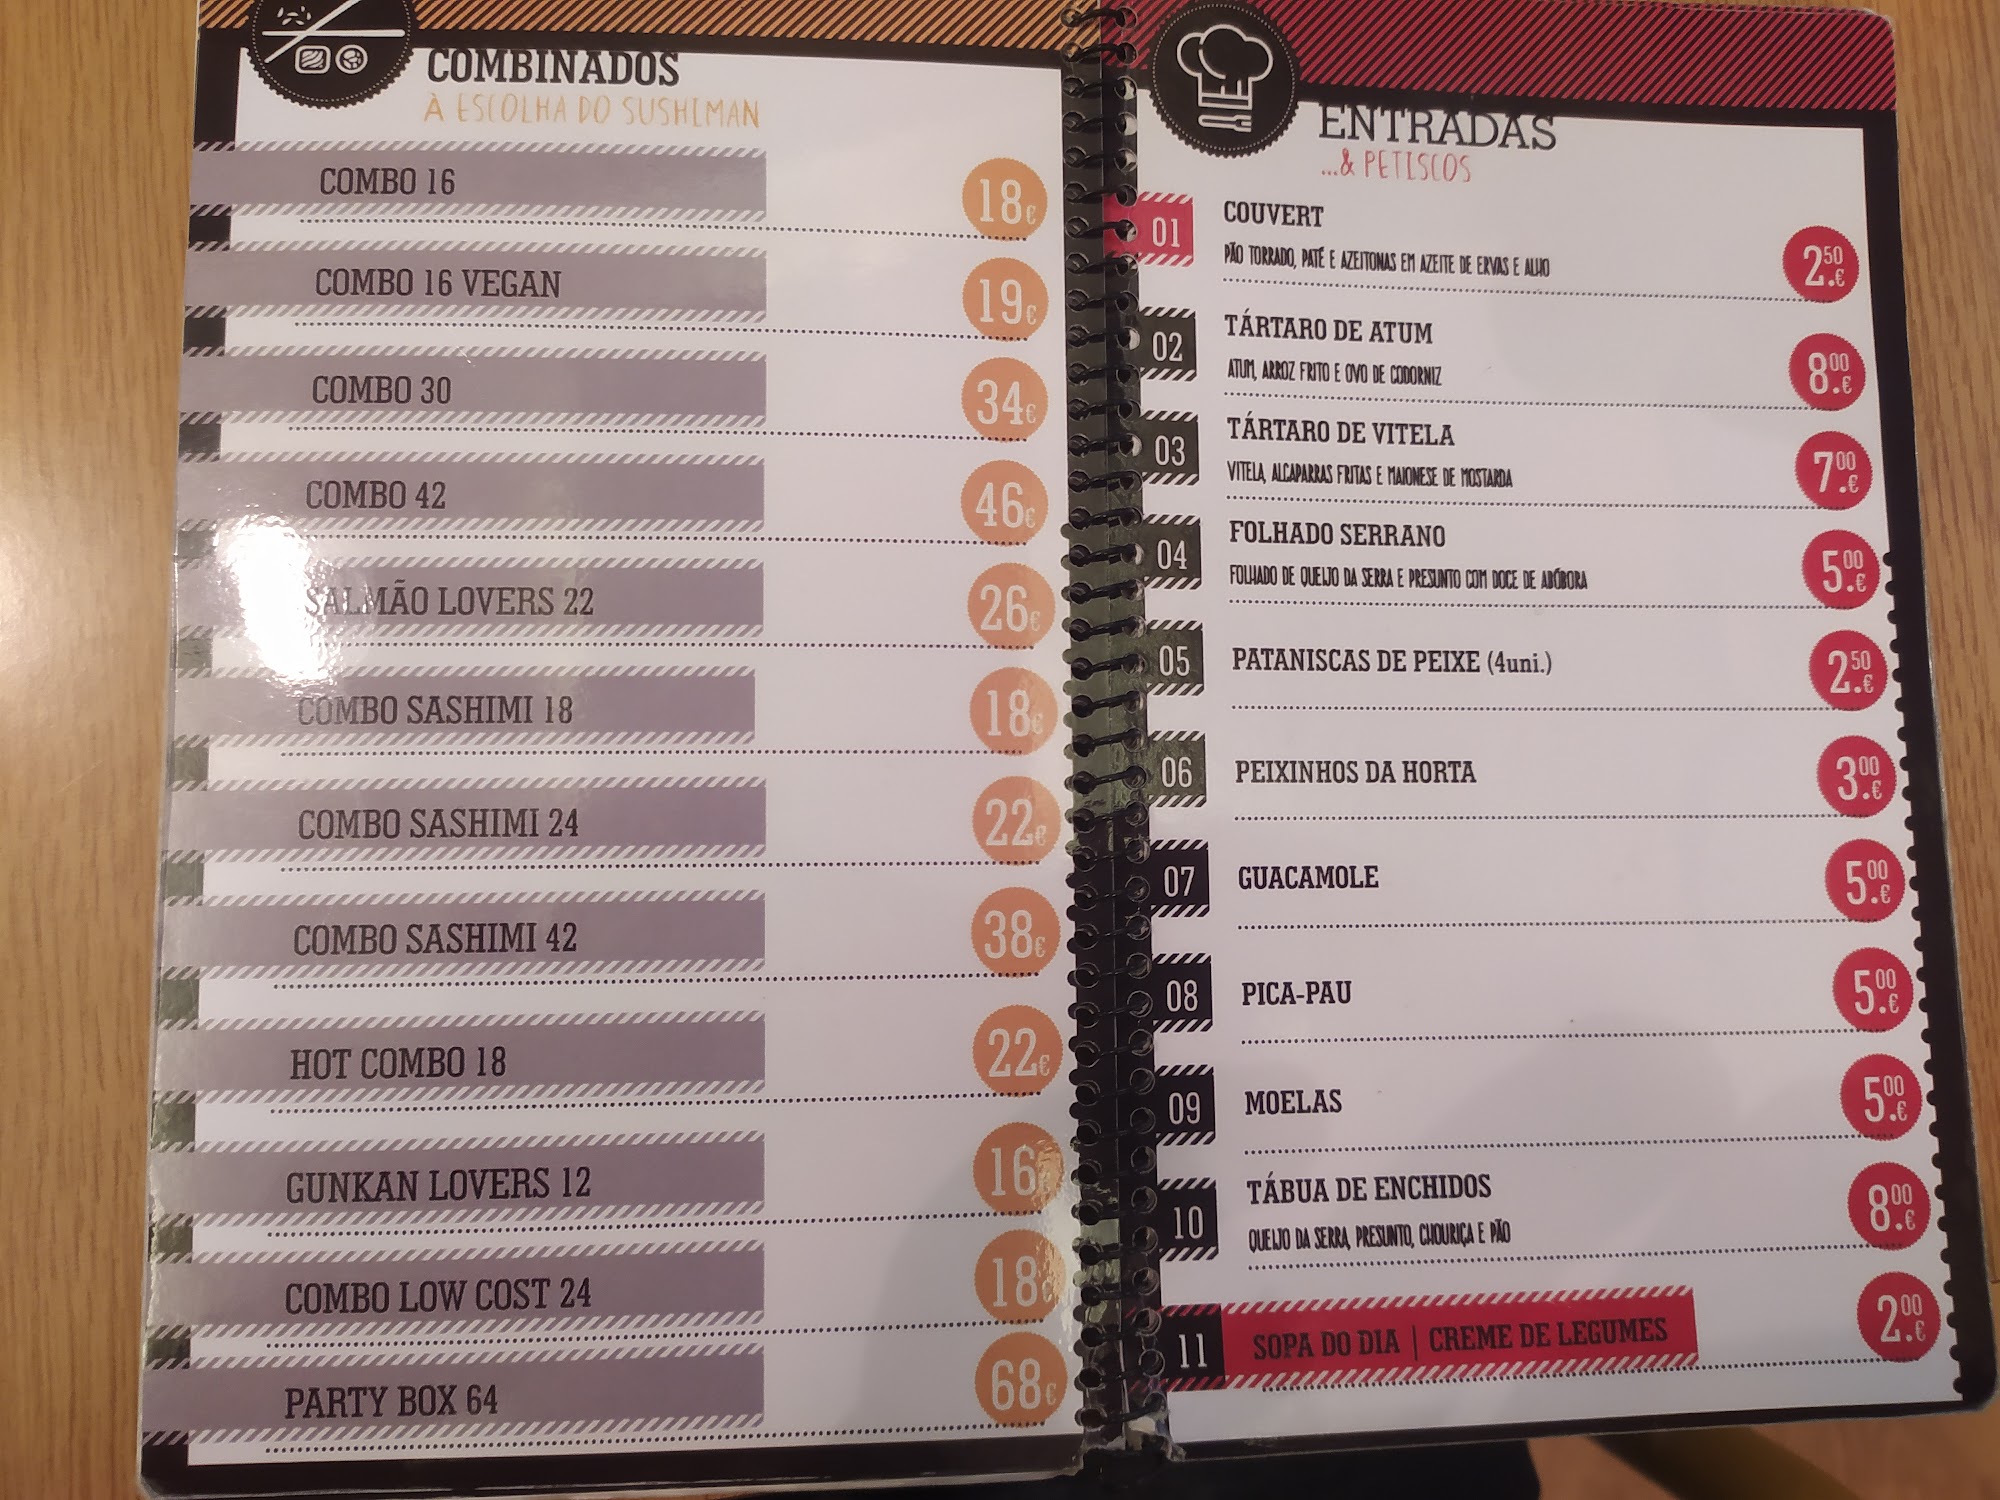 COMBINADOS
À ESCOLHA DO SUSHIMAN
COMBO 16 18€
COMBO 16 VEGAN 19€
COMBO 30 34€
COMBO 42 46€
SALMÃO LOVERS 22 26€
COMBO SASHIMI 18 18€
COMBO SASHIMI 24 22€
COMBO SASHIMI 42 38€
HOT COMBO 18 22€
GUNKAN LOVERS 12 16€
COMBO LOW COST 24 18€
PARTY BOX 64 68€
ENTRADAS
...& PETISCOS
01 COUVERT
PÃO TORRADO, PATÉ E AZEITONAS EM AZEITE DE ERVAS E ALHO 2.50€
02 TÁRTARO DE ATUM
ATUM, ARROZ FRITO E OVO DE CODORNIZ 8.00€
03 TÁRTARO DE VITELA
VITELA, ALCAPARRAS FRITAS E MAIONESE DE MOSTARDA 7.00€
04 FOLHADO SERRANO
FOLHADO DE QUEIJO DA SERRA E PRESUNTO COM DOCE DE ABÓBORA 5.00€
05 PATANISCAS DE PEIXE (4uni.) 2.50€
06 PEIXINHOS DA HORTA 3.00€
07 GUACAMOLE 5.00€
08 PICA-PAU 5.00€
09 MOELAS 5.00€
10 TÁBUA DE ENCHIDOS
QUEIJO DA SERRA, PRESUNTO, CHOURIÇA E PÃO 8.00€
11 SOPA DO DIA | CREME DE LEGUMES 2.00€